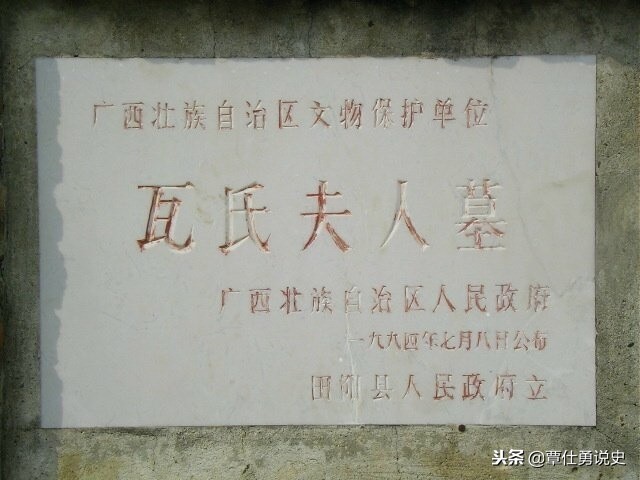 广西壮族自治区文物保护单位
瓦氏夫人墓
广西壮族自治区人民政府
一九九四年七月八日公布
田阳县人民政府立
头条@覃仕勇说史